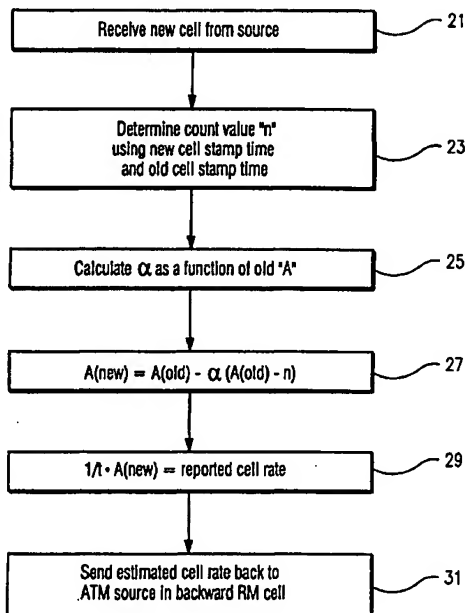 Receive new cell from source
21
Determine count value "n"
using new cell stamp time
and old cell stamp time
23
Calculate α as a function of old "A"
25
A(new) = A(old) - α (A(old) - n)
27
1/t • A(new) = reported cell rate
29
Send estimated cell rate back to
ATM source in backward RM cell
31